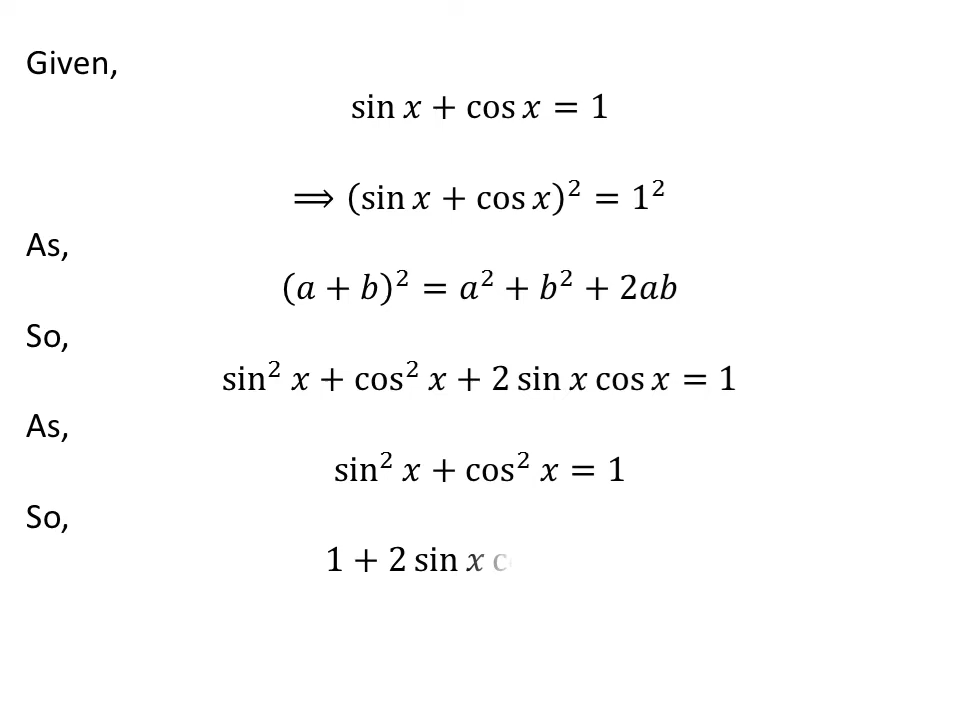 Given,
sin x + cos x = 1
⟹ (sin x + cos x)² = 1²
As,
(a + b)² = a² + b² + 2ab
So,
sin² x + cos² x + 2 sin x cos x = 1
As,
sin² x + cos² x = 1
So,
1 + 2 sin x